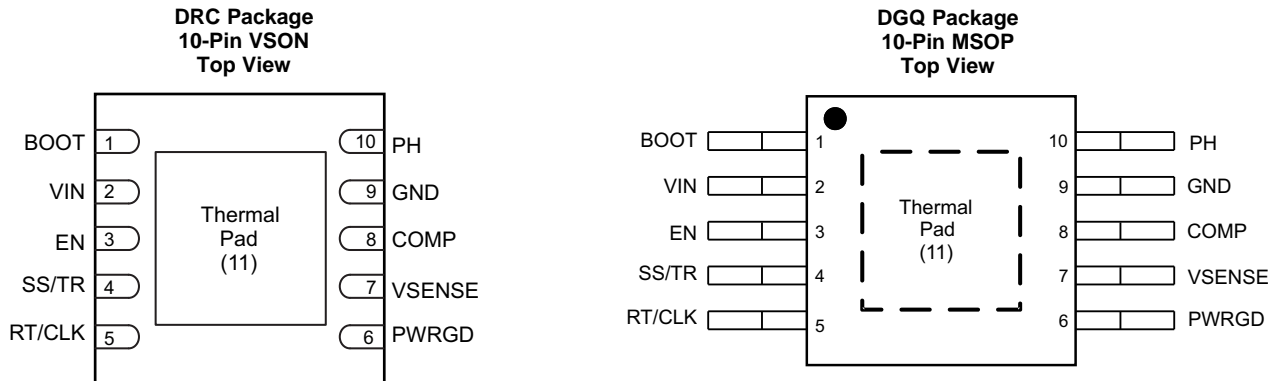 DRC Package
10-Pin VSON
Top View
BOOT 1
10 PH
VIN 2
9 GND
EN 3
8 COMP
SS/TR 4
7 VSENSE
RT/CLK 5
6 PWRGD
Thermal
Pad
(11)
DGQ Package
10-Pin MSOP
Top View
BOOT 1
10 PH
VIN 2
9 GND
EN 3
8 COMP
SS/TR 4
7 VSENSE
RT/CLK 5
6 PWRGD
Thermal
Pad
(11)